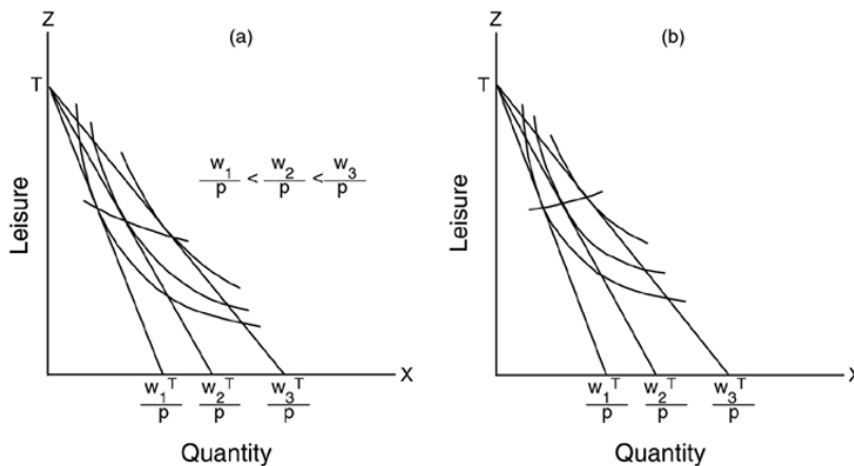 Z
(a)
T
w₁/p < w₂/p < w₃/p
Leisure
X
w₁ᵀ/p w₂ᵀ/p w₃ᵀ/p
Quantity
Z
(b)
T
Leisure
X
w₁ᵀ/p w₂ᵀ/p w₃ᵀ/p
Quantity